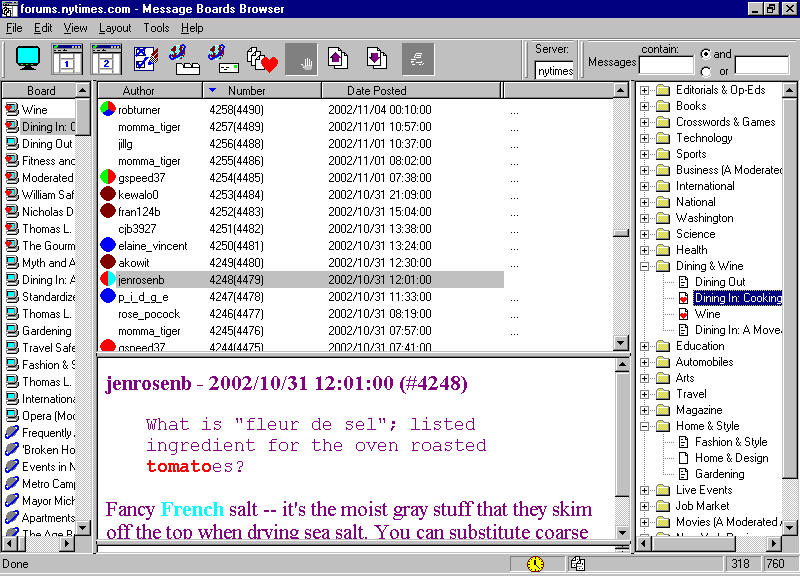 forums.nytimes.com - Message Boards Browser
File Edit View Layout Tools Help
1 2 Server: nytimes Messages contain: and or
Board
Wine
Dining In: C
Dining Out
Fitness anc
Moderated
William Saf
Nicholas D
Thomas L.
The Gourm
Myth and A
Dining In: A
Standardize
Thomas L.
Gardening
Travel Safe
Fashion & S
Thomas L.
Internationa
Opera (Moc
Frequently
'Broken Ho
Events in N
Metro Camp
Mayor Mich
Apartments
The Age B
Author Number Date Posted
robturner 4258(4490) 2002/11/04 00:10:00 ...
momma_tiger 4257(4489) 2002/11/01 10:57:00 ...
jillg 4256(4488) 2002/11/01 10:37:00 ...
momma_tiger 4255(4486) 2002/11/01 08:02:00 ...
gspeed37 4254(4485) 2002/11/01 07:38:00 ...
kewalo0 4253(4484) 2002/10/31 21:09:00 ...
fran124b 4252(4483) 2002/10/31 15:04:00 ...
cjb3927 4251(4482) 2002/10/31 13:38:00 ...
elaine_vincent 4250(4481) 2002/10/31 13:24:00 ...
akowit 4249(4480) 2002/10/31 12:30:00 ...
jenrosenb 4248(4479) 2002/10/31 12:01:00 ...
p_i_d_g_e 4247(4478) 2002/10/31 11:33:00 ...
rose_pocock 4246(4477) 2002/10/31 08:19:00 ...
momma_tiger 4245(4476) 2002/10/31 07:57:00 ...
gspeed37 4244(4475) 2002/10/31 07:41:00
jenrosenb - 2002/10/31 12:01:00 (#4248)
What is "fleur de sel"; listed
ingredient for the oven roasted
tomatoes?
Fancy French salt -- it's the moist gray stuff that they skim
off the top when drying sea salt. You can substitute coarse
Editorials & Op-Eds
Books
Crosswords & Games
Technology
Sports
Business (A Moderated
International
National
Washington
Science
Health
Dining & Wine
Dining Out
Dining In: Cooking
Wine
Dining In: A Move
Education
Automobiles
Arts
Travel
Magazine
Home & Style
Fashion & Style
Home & Design
Gardening
Live Events
Job Market
Movies (A Moderated
Done 318 760